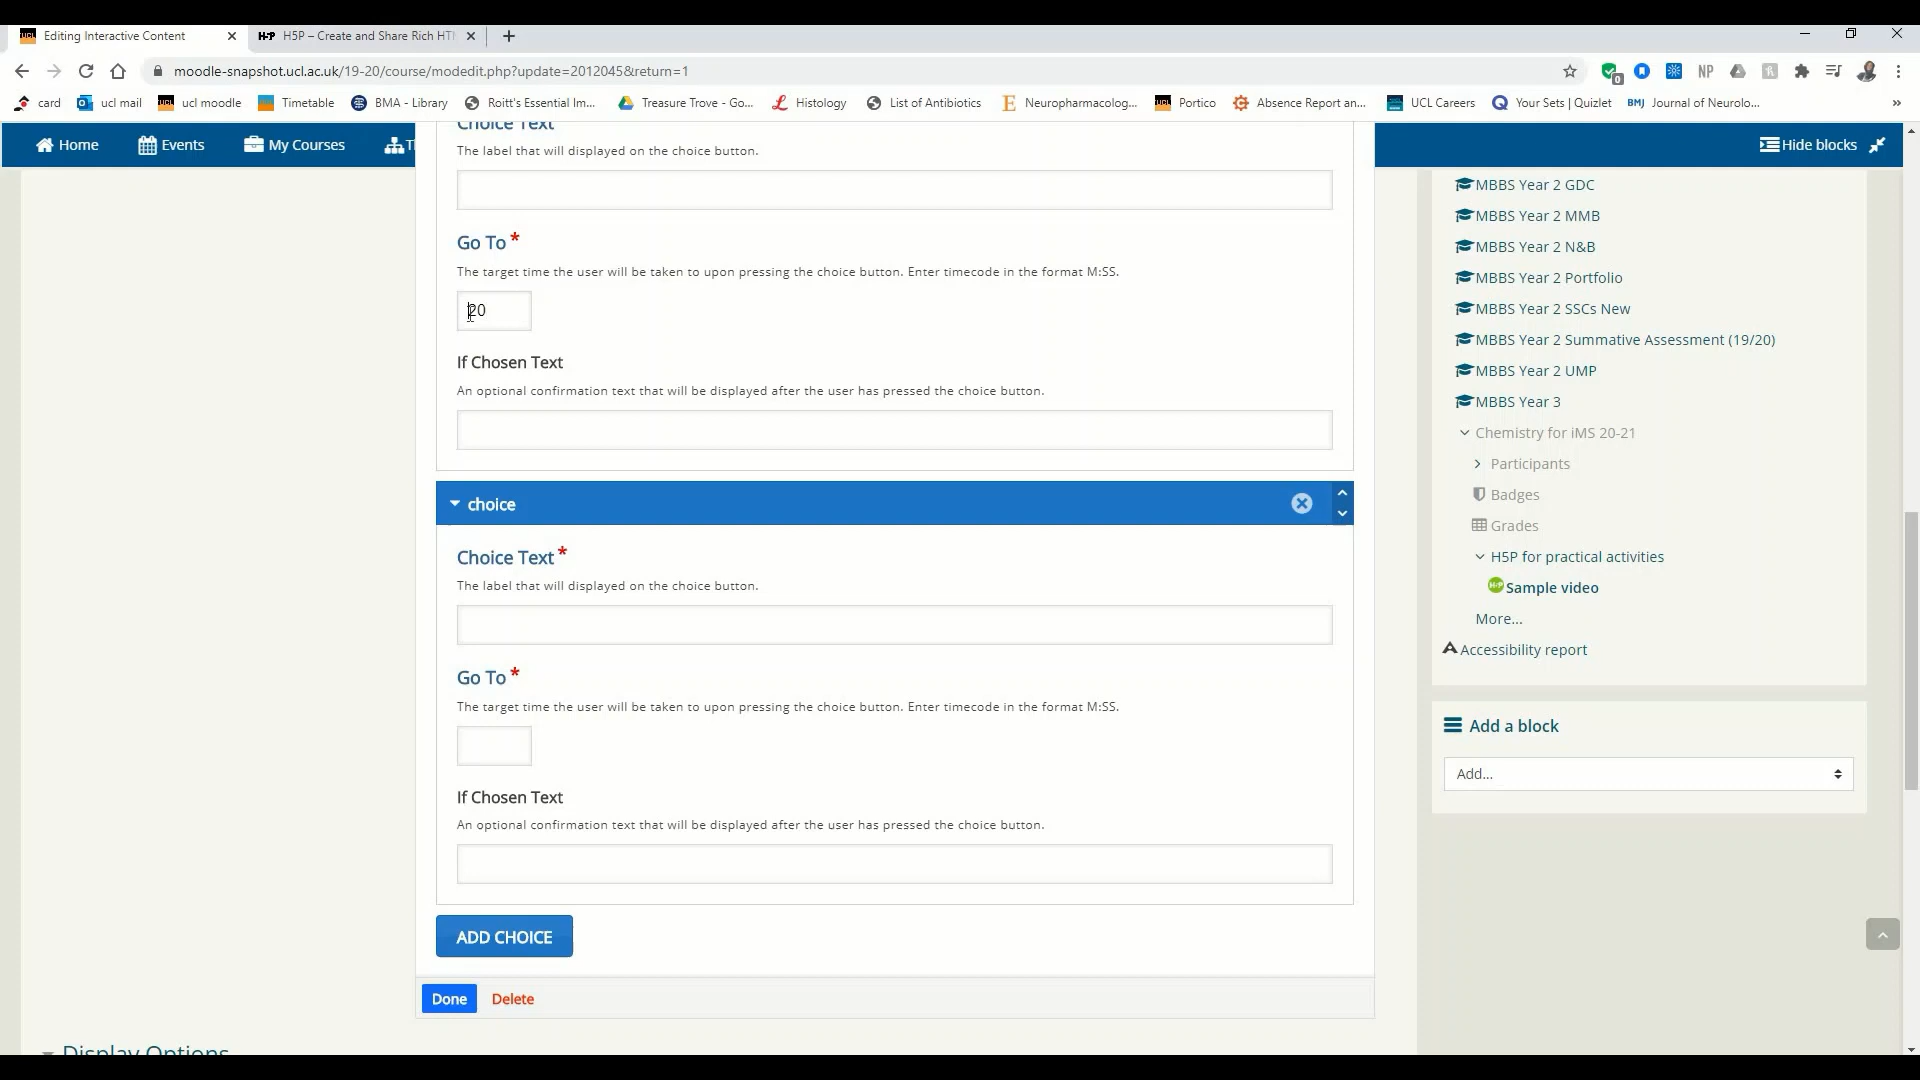 Editing Interactive Content
H5P – Create and Share Rich HT
moodle-snapshot.ucl.ac.uk/19-20/course/modedit.php?update=2012045&return=1
card
ucl mail
ucl moodle
Timetable
BMA - Library
Roitt's Essential Im...
Treasure Trove - Go...
Histology
List of Antibiotics
Neuropharmacolog...
Portico
Absence Report an...
UCL Careers
Your Sets | Quizlet
BMJ Journal of Neurolo...
Home
Events
My Courses
Hide blocks
Choice Text
The label that will displayed on the choice button.
Go To *
The target time the user will be taken to upon pressing the choice button. Enter timecode in the format M:SS.
20
If Chosen Text
An optional confirmation text that will be displayed after the user has pressed the choice button.
choice
Choice Text *
The label that will displayed on the choice button.
Go To *
The target time the user will be taken to upon pressing the choice button. Enter timecode in the format M:SS.
If Chosen Text
An optional confirmation text that will be displayed after the user has pressed the choice button.
ADD CHOICE
Done
Delete
Display Options
MBBS Year 2 GDC
MBBS Year 2 MMB
MBBS Year 2 N&B
MBBS Year 2 Portfolio
MBBS Year 2 SSCs New
MBBS Year 2 Summative Assessment (19/20)
MBBS Year 2 UMP
MBBS Year 3
Chemistry for iMS 20-21
Participants
Badges
Grades
H5P for practical activities
Sample video
More...
Accessibility report
Add a block
Add...